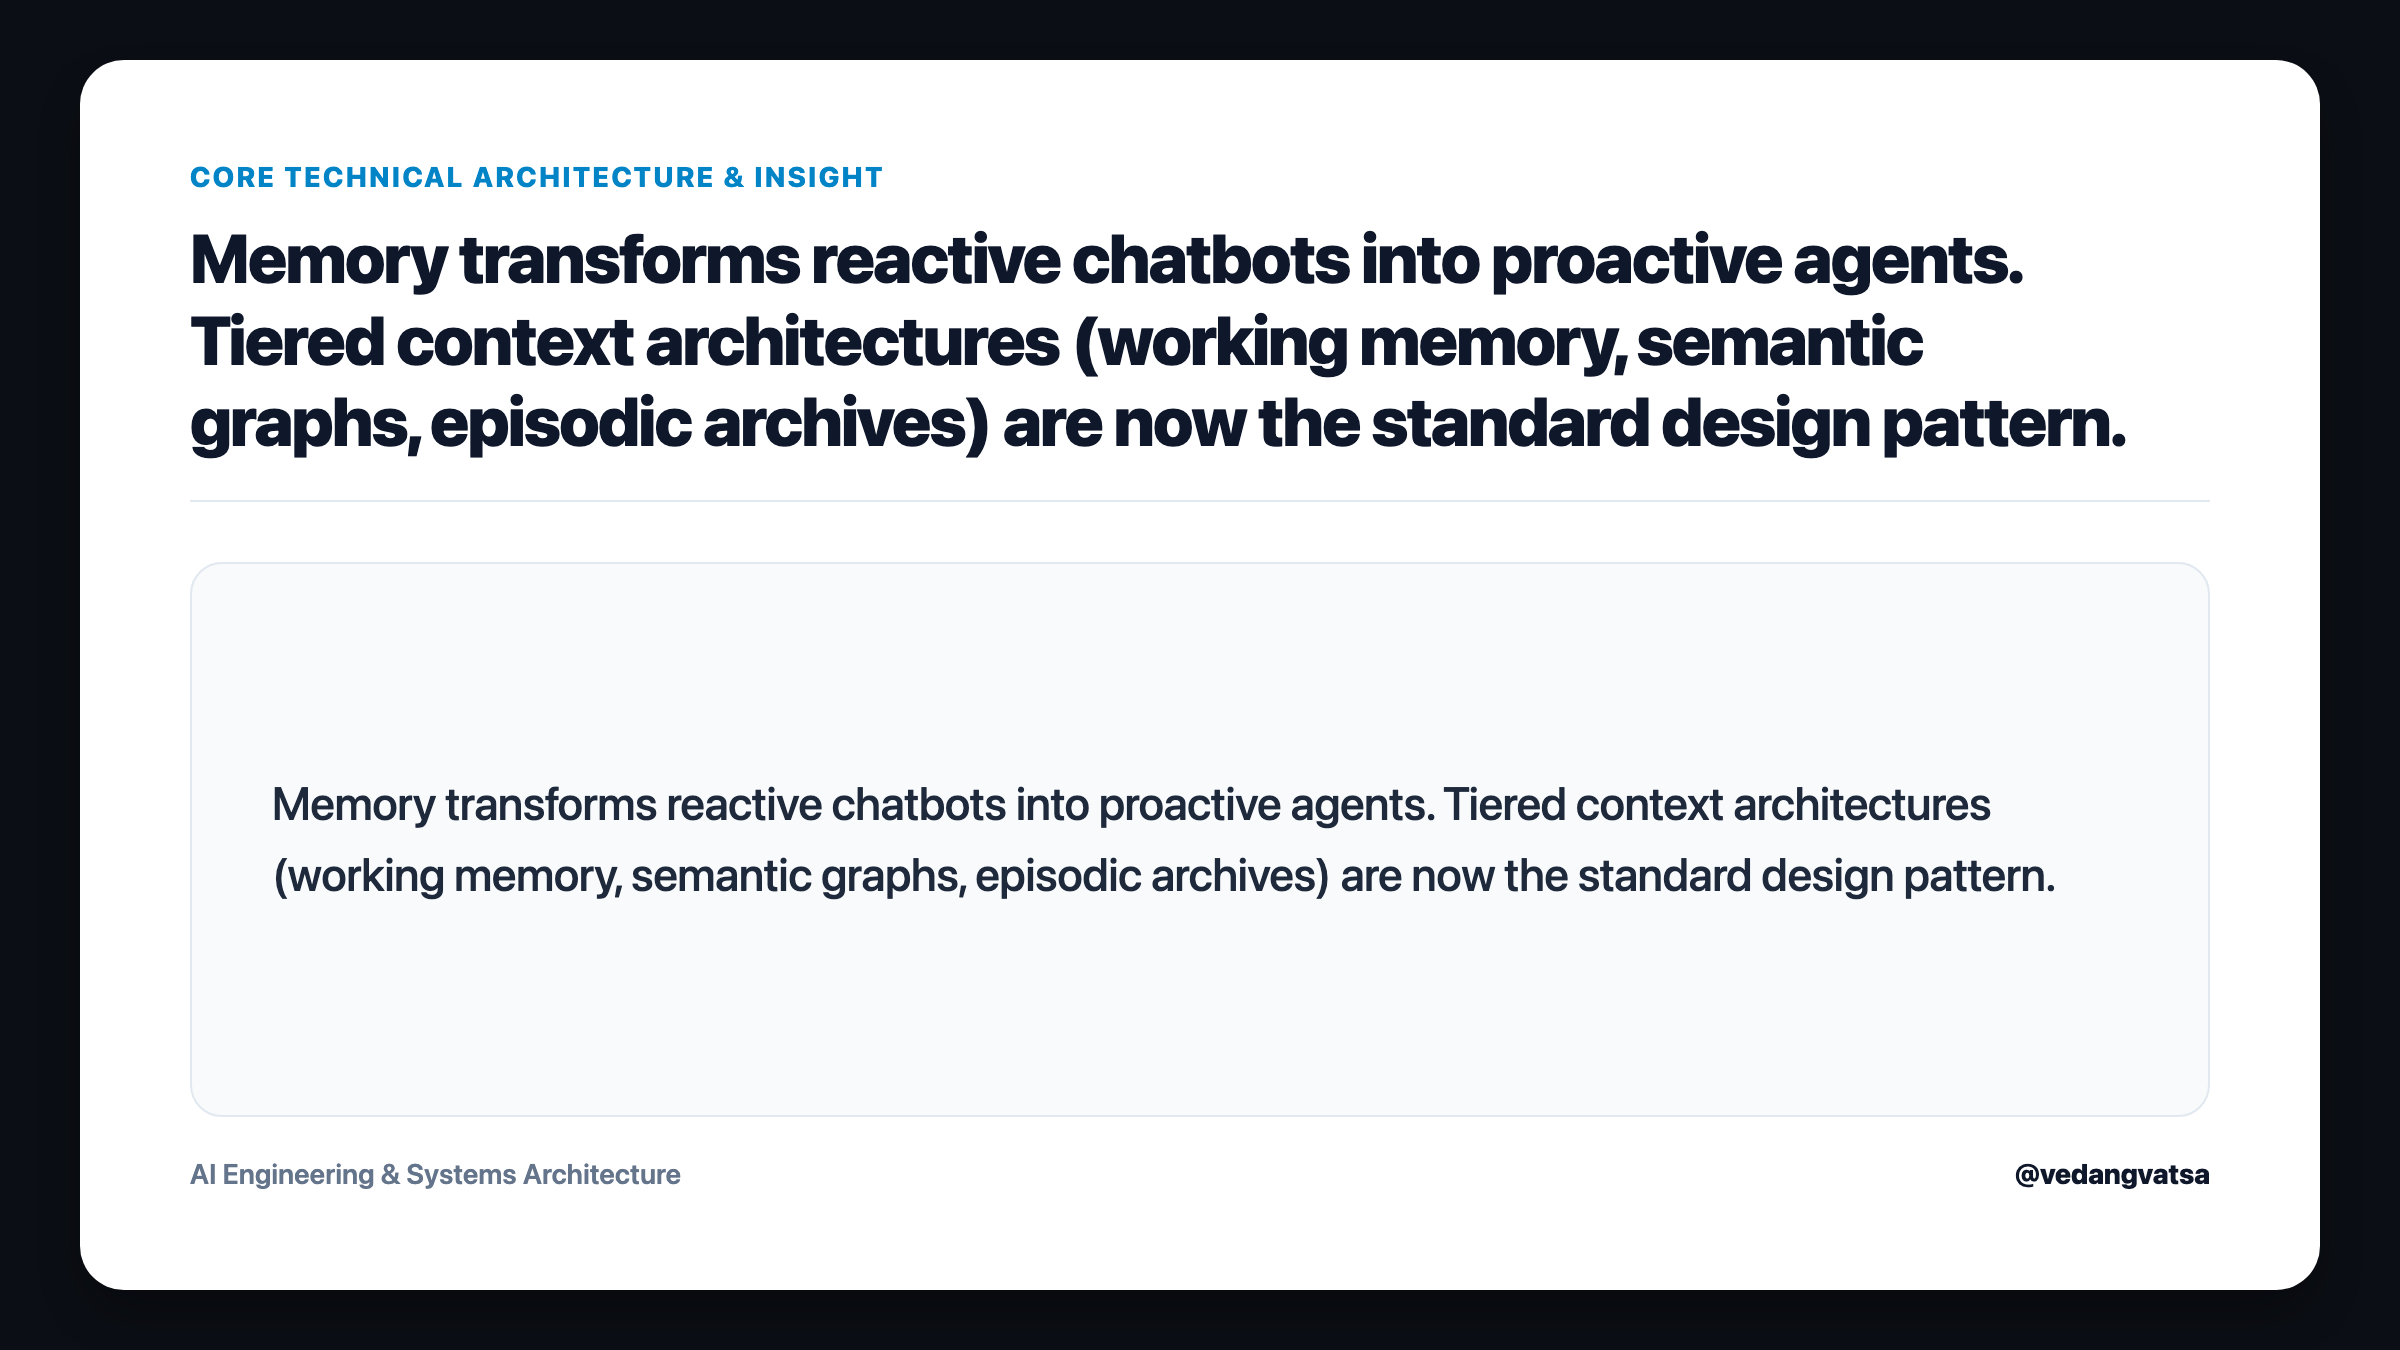 CORE TECHNICAL ARCHITECTURE & INSIGHT
Memory transforms reactive chatbots into proactive agents.
Tiered context architectures (working memory, semantic
graphs, episodic archives) are now the standard design pattern.
Memory transforms reactive chatbots into proactive agents. Tiered context architectures
(working memory, semantic graphs, episodic archives) are now the standard design pattern.
AI Engineering & Systems Architecture
@vedangvatsa